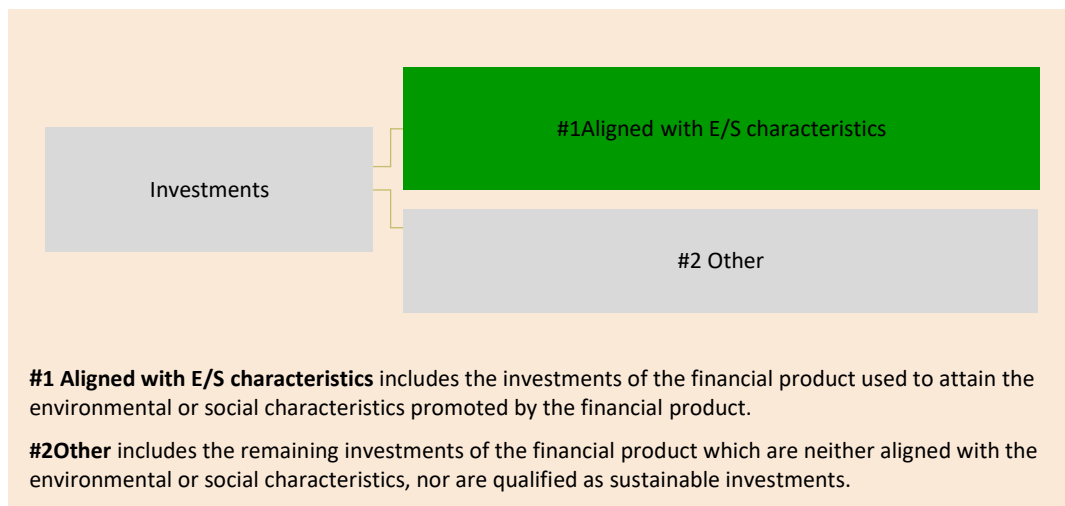 #1Aligned with E/S characteristics
Investments
#2 Other
#1 Aligned with E/S characteristics includes the investments of the financial product used to attain the
environmental or social characteristics promoted by the financial product.
#2Other includes the remaining investments of the financial product which are neither aligned with the
environmental or social characteristics, nor are qualified as sustainable investments.